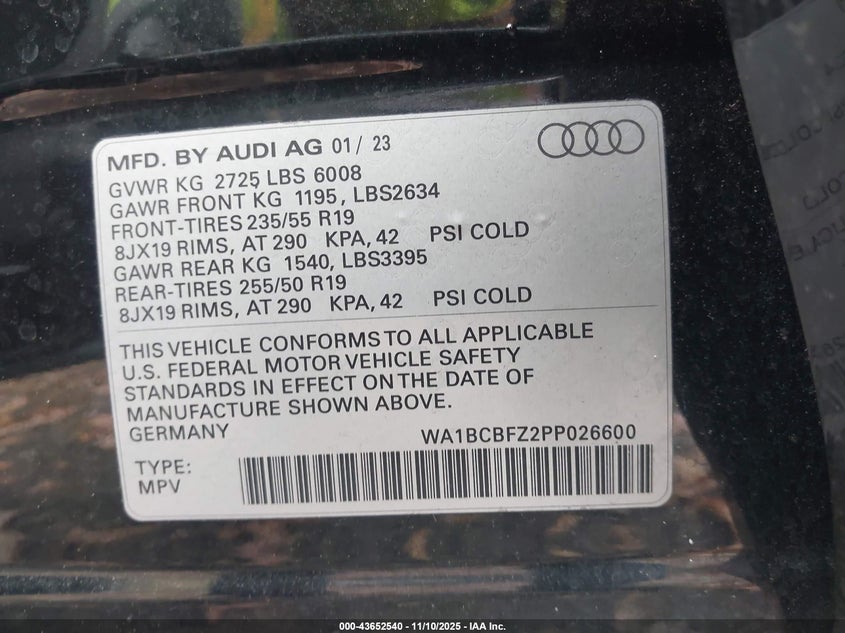 MFD. BY AUDI AG 01/ 23
GVWR KG 2725 LBS 6008
GAWR FRONT KG 1195, LBS2634
FRONT-TIRES 235/55 R19
8JX19 RIMS, AT 290 KPA, 42 PSI COLD
GAWR REAR KG 1540, LBS3395
REAR-TIRES 255/50 R19
8JX19 RIMS, AT 290 KPA, 42 PSI COLD
THIS VEHICLE CONFORMS TO ALL APPLICABLE
U.S. FEDERAL MOTOR VEHICLE SAFETY
STANDARDS IN EFFECT ON THE DATE OF
MANUFACTURE SHOWN ABOVE.
GERMANY WA1BCBFZ2PP026600
TYPE:
MPV
000-43652540 - 11/10/2025 - IAA Inc.